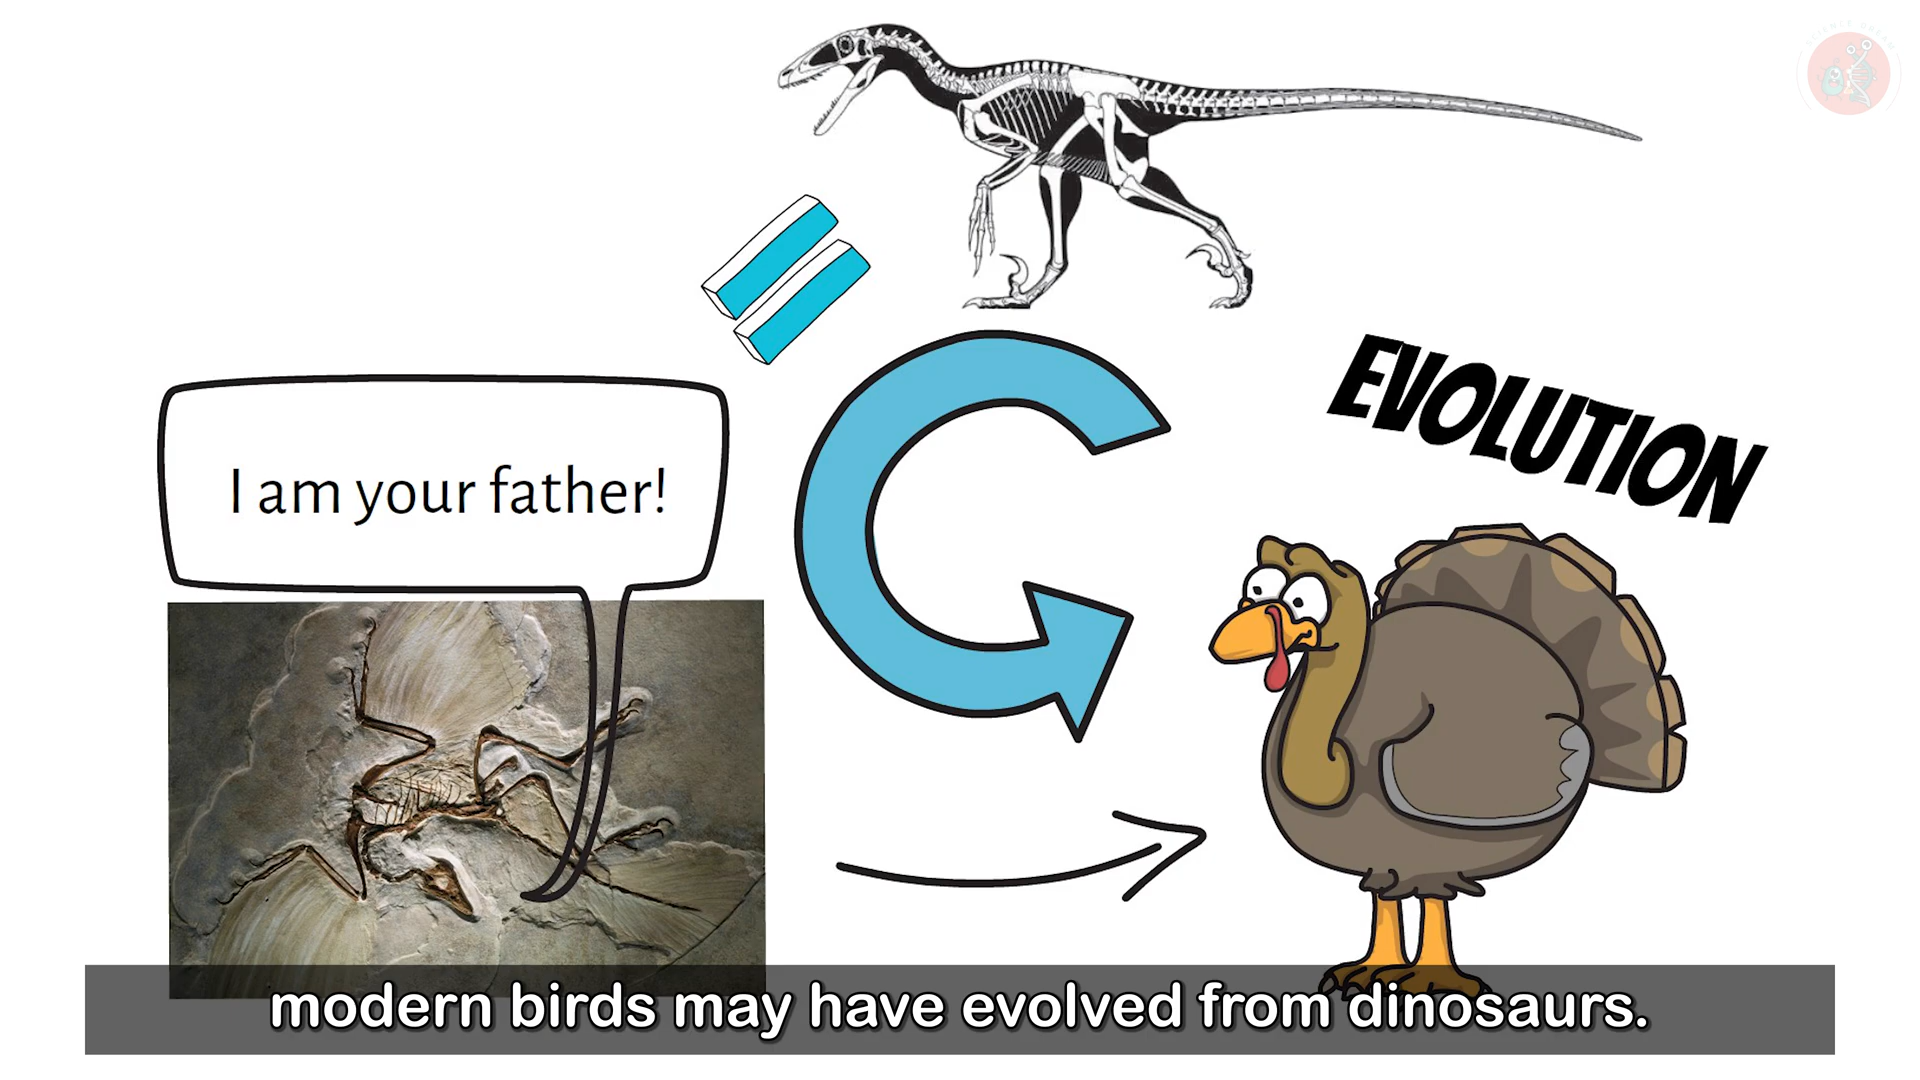 EVOLUTION
I am your father!
modern birds may have evolved from dinosaurs.